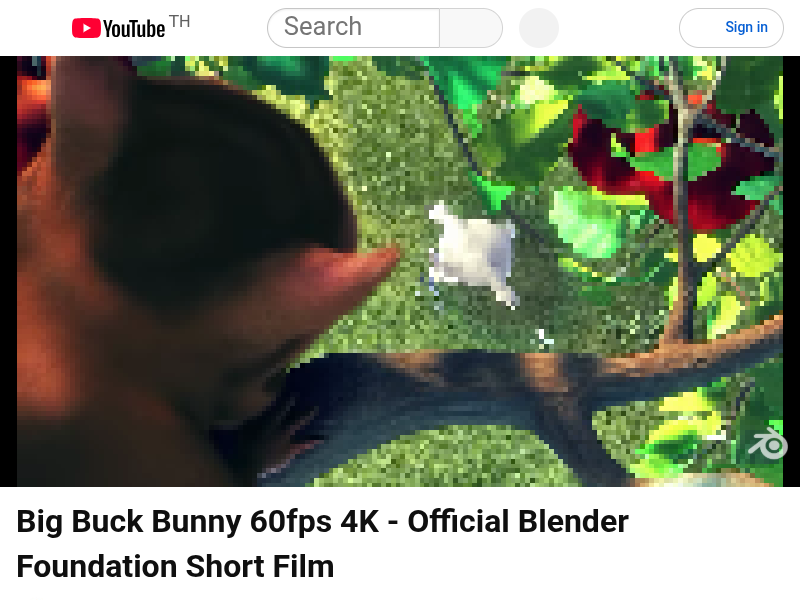 YouTube TH
Search
Sign in
Big Buck Bunny 60fps 4K - Official Blender
Foundation Short Film